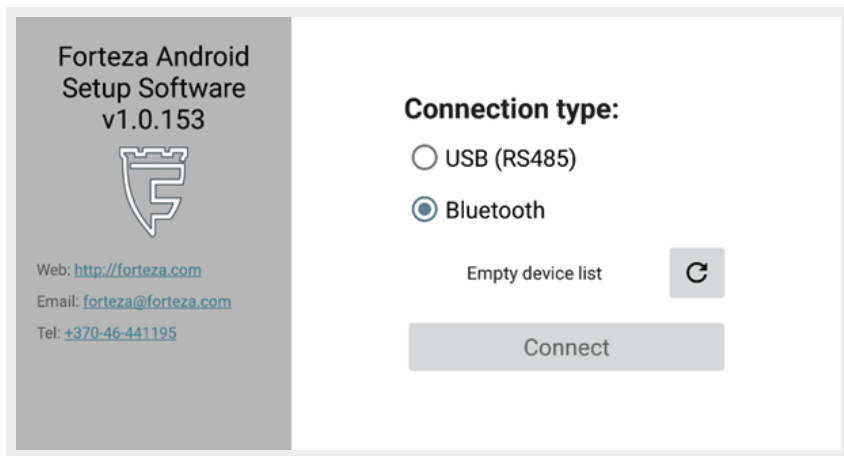 Forteza Android
Setup Software
v1.0.153
Web: http://forteza.com
Email: forteza@forteza.com
Tel: +370-46-441195
Connection type:
USB (RS485)
Bluetooth
Empty device list
Connect